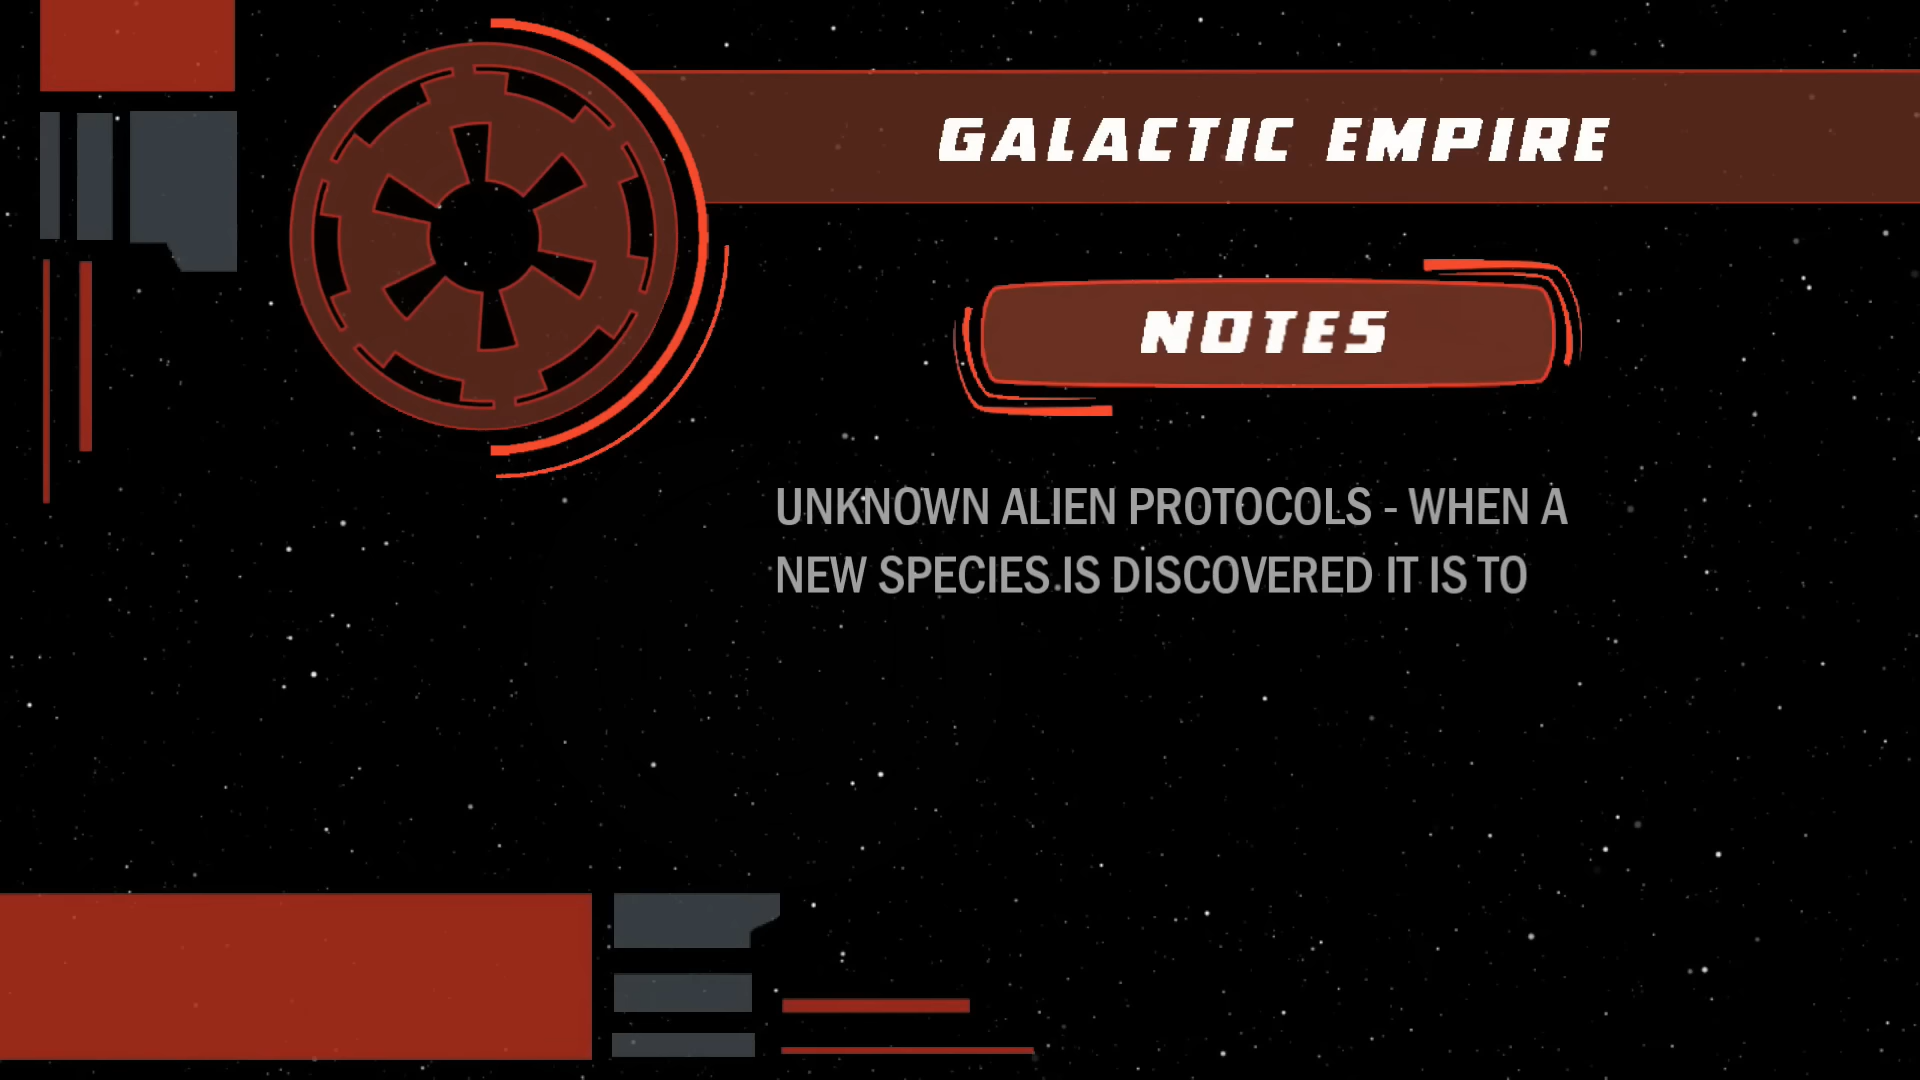 GALACTIC EMPIRE
NOTES
UNKNOWN ALIEN PROTOCOLS - WHEN A
NEW SPECIES IS DISCOVERED IT IS TO